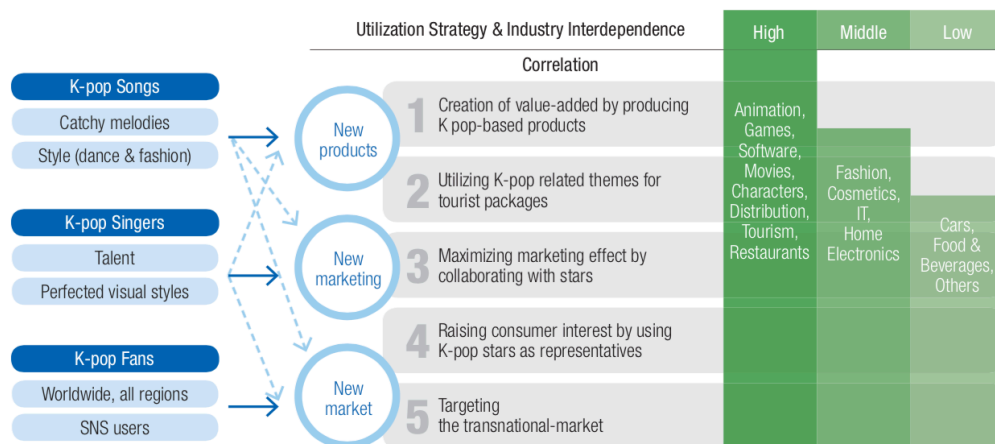 Utilization Strategy & Industry Interdependence
High
Middle
Low
Correlation
K-pop Songs
Catchy melodies
Style (dance & fashion)
K-pop Singers
Talent
Perfected visual styles
K-pop Fans
Worldwide, all regions
SNS users
New
products
New
marketing
New
market
1
Creation of value-added by producing
K pop-based products
2
Utilizing K-pop related themes for
tourist packages
3
Maximizing marketing effect by
collaborating with stars
4
Raising consumer interest by using
K-pop stars as representatives
5
Targeting
the transnational-market
Animation,
Games,
Software,
Movies,
Characters,
Distribution,
Tourism,
Restaurants
Fashion,
Cosmetics,
IT,
Home
Electronics
Cars,
Food &
Beverages,
Others